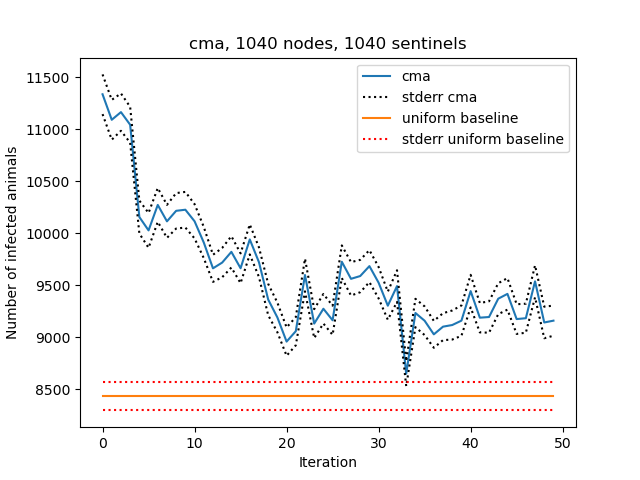 cma, 1040 nodes, 1040 sentinels
cma
stderr cma
uniform baseline
stderr uniform baseline
Number of infected animals
11500
11000
10500
10000
9500
9000
8500
0 10 20 30 40 50
Iteration